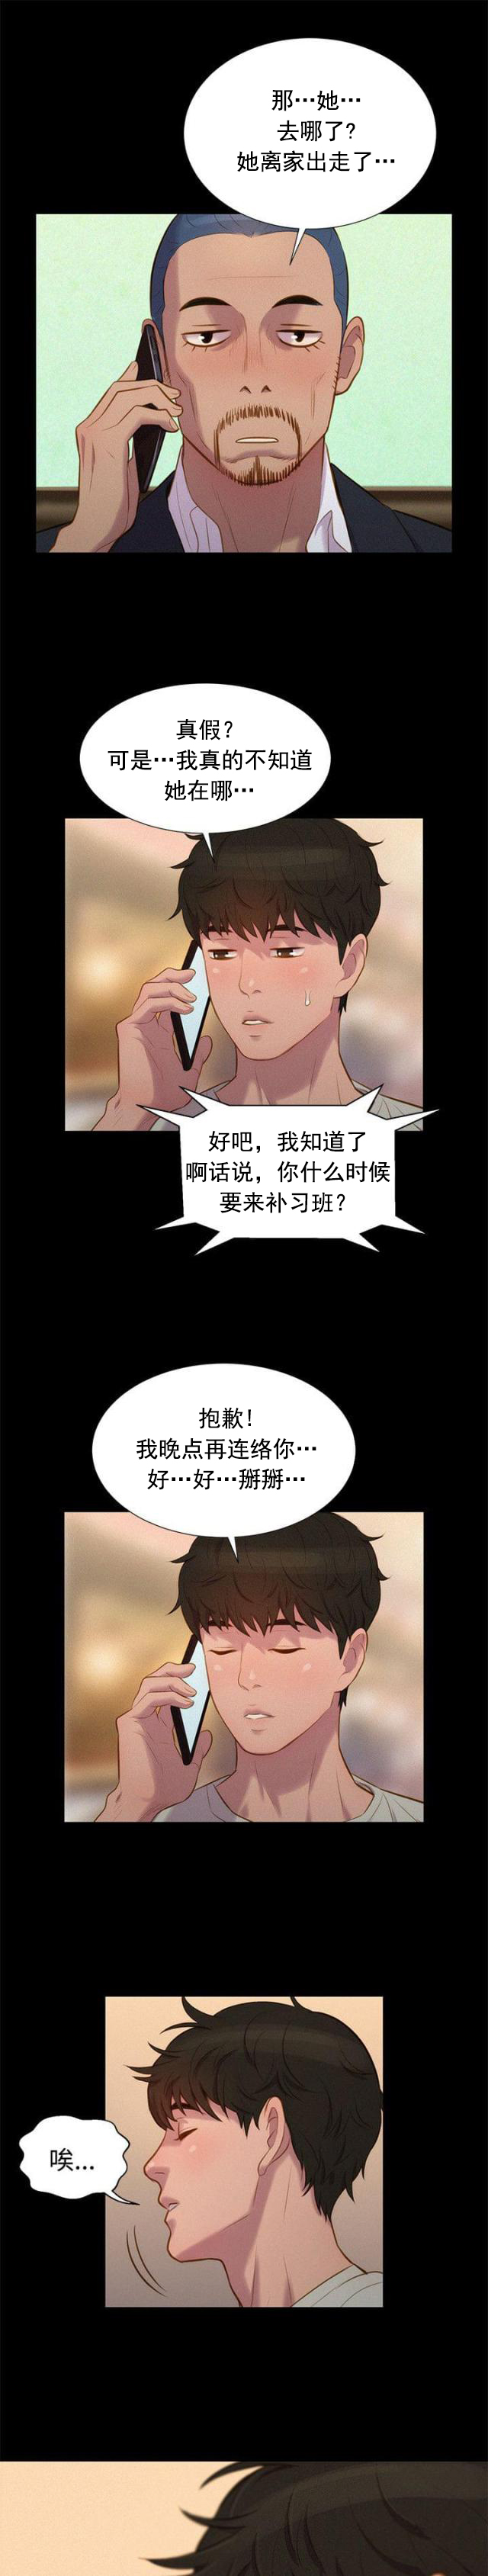 那⋯她⋯
去哪了？
她离家出走了⋯
真假？
可是⋯我真的不知道
她在哪⋯
好吧，我知道了
啊话说，你什么时候
要来补习班？
抱歉！
我晚点再连络你⋯
好⋯好⋯掰掰⋯
唉...